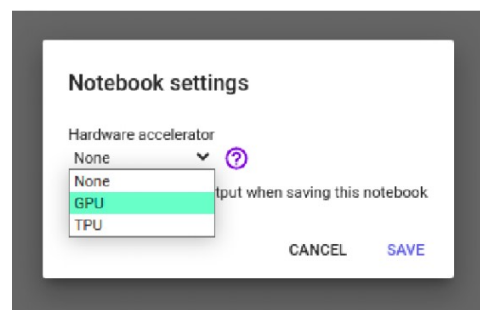 Notebook settings
Hardware accelerator
None
None
GPU
tput when saving this notebook
TPU
CANCEL SAVE